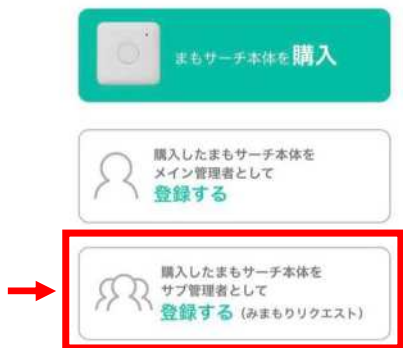 まもサーチ本体を購入
購入したまもサーチ本体を
メイン管理者として
登録する
購入したまもサーチ本体を
サブ管理者として
登録する（みまもりリクエスト）